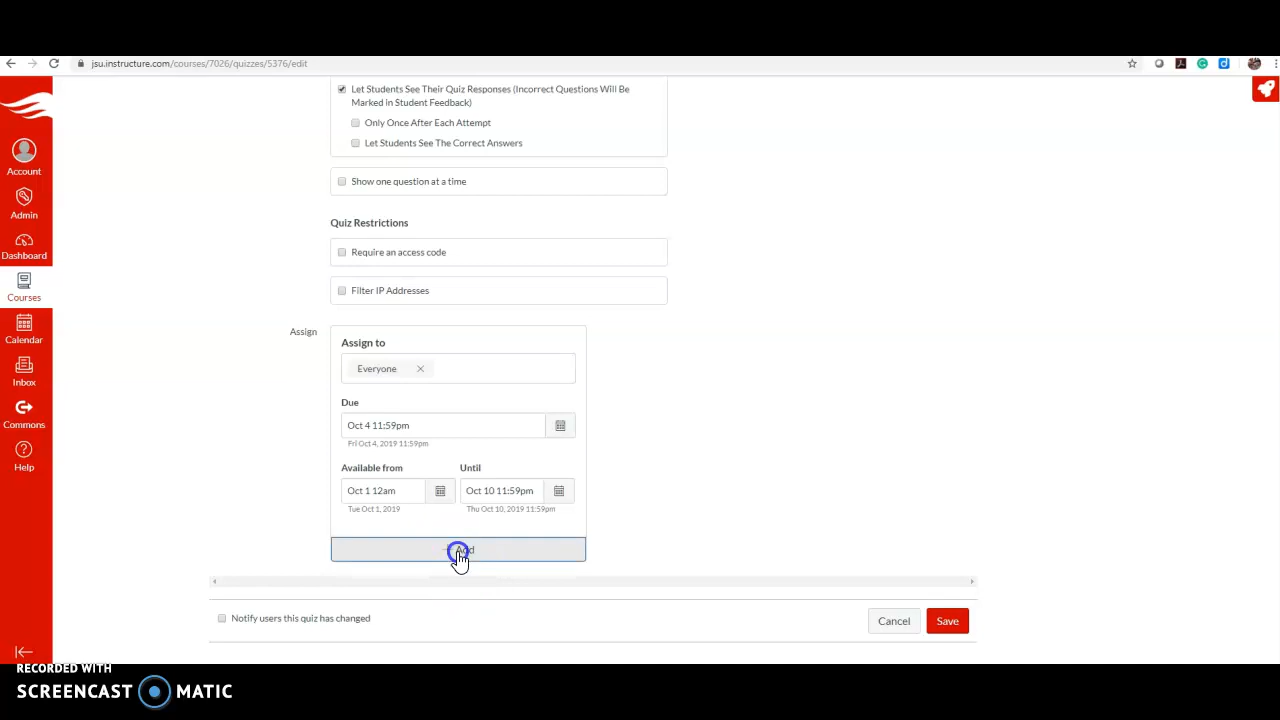 jsu.instructure.com/courses/7026/quizzes/5376/edit
Let Students See Their Quiz Responses (Incorrect Questions Will Be
Marked in Student Feedback)
Only Once After Each Attempt
Let Students See The Correct Answers
Show one question at a time
Quiz Restrictions
Require an access code
Filter IP Addresses
Account
Admin
Dashboard
Courses
Calendar
Inbox
Commons
Help
Assign
Assign to
Everyone
Due
Oct 4 11:59pm
Fri Oct 4, 2019 11:59pm
Available from Until
Oct 1 12am Oct 10 11:59pm
Tue Oct 1, 2019 Thu Oct 10, 2019 11:59pm
+ Add
Notify users this quiz has changed
Cancel Save
RECORDED WITH
SCREENCAST MATIC